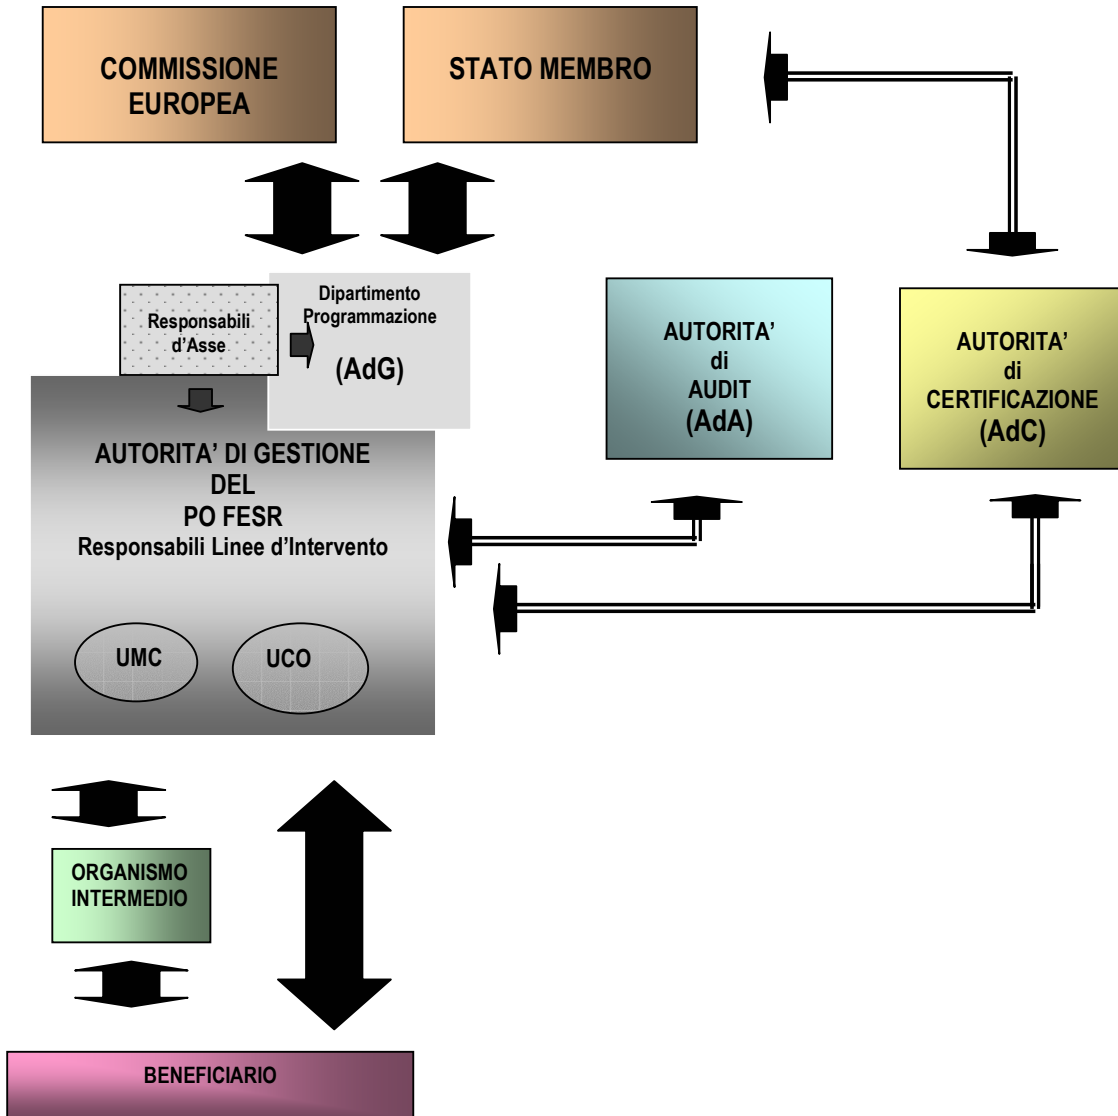 COMMISSIONE
EUROPEA
STATO MEMBRO
Responsabili
d’Asse
Dipartimento
Programmazione
(AdG)
AUTORITA’
di
AUDIT
(AdA)
AUTORITA’
di
CERTIFICAZIONE
(AdC)
AUTORITA’ DI GESTIONE
DEL
PO FESR
Responsabili Linee d’Intervento
UMC
UCO
ORGANISMO
INTERMEDIO
BENEFICIARIO